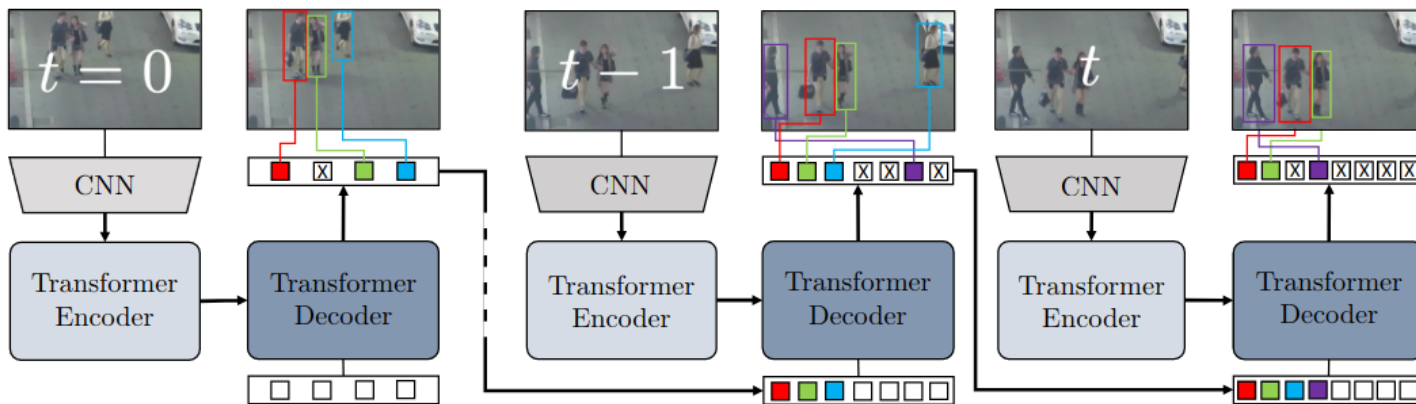 t = 0
t − 1
t
CNN
CNN
CNN
X
X X X
X X X X X
Transformer
Encoder
Transformer
Decoder
Transformer
Encoder
Transformer
Decoder
Transformer
Encoder
Transformer
Decoder